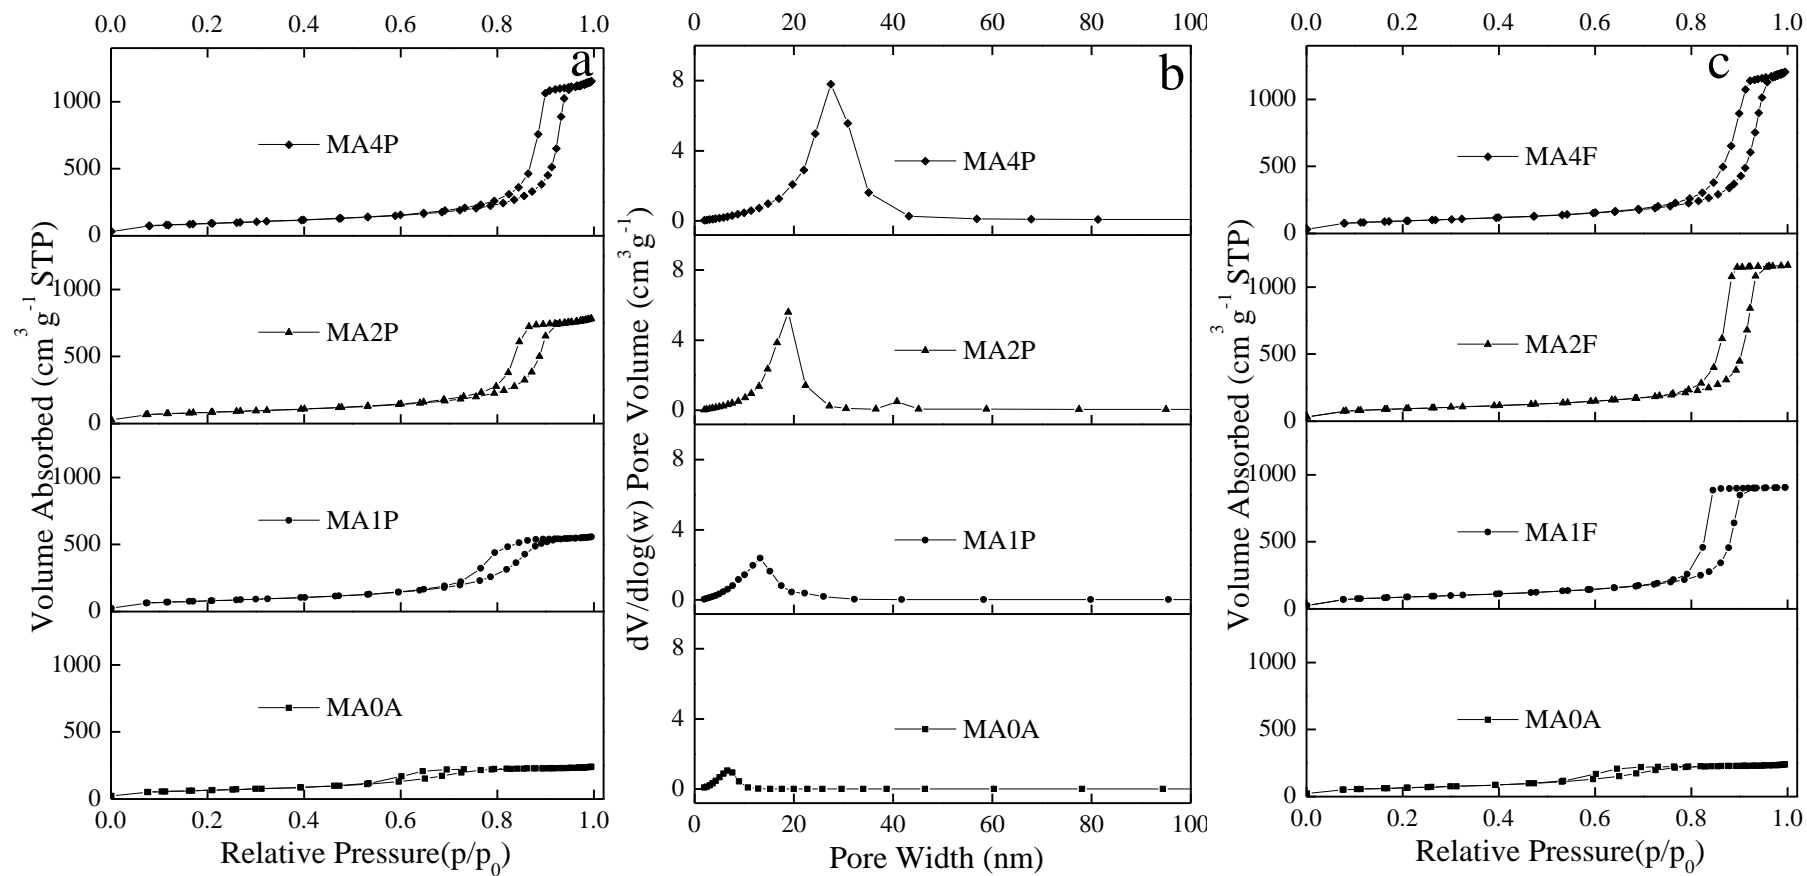 0.0 0.2 0.4 0.6 0.8 1.0
a
1000
500
0
MA4P
1000
500
0
MA2P
1000
500
0
MA1P
1000
500
0
MA0A
0.0 0.2 0.4 0.6 0.8 1.0
Relative Pressure(p/p0)
Volume Absorbed (cm3 g-1 STP)
0 20 40 60 80 100
b
8
4
0
MA4P
8
4
0
MA2P
8
4
0
MA1P
8
4
0
MA0A
0 20 40 60 80 100
Pore Width (nm)
dV/dlog(w) Pore Volume (cm3g-1)
0.0 0.2 0.4 0.6 0.8 1.0
c
1000
500
0
MA4F
1000
500
0
MA2F
1000
500
0
MA1F
1000
500
0
MA0A
0.0 0.2 0.4 0.6 0.8 1.0
Relative Pressure(p/p0)
Volume Absorbed (cm3 g-1 STP)